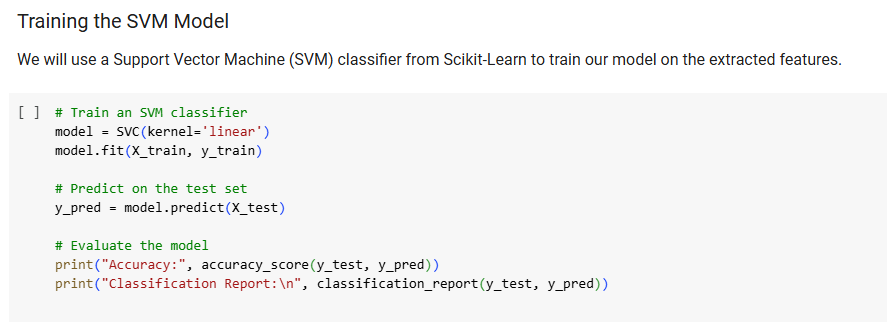 Training the SVM Model
We will use a Support Vector Machine (SVM) classifier from Scikit-Learn to train our model on the extracted features.
[ ] # Train an SVM classifier
model = SVC(kernel='linear')
model.fit(X_train, y_train)
# Predict on the test set
y_pred = model.predict(X_test)
# Evaluate the model
print("Accuracy:", accuracy_score(y_test, y_pred))
print("Classification Report:\n", classification_report(y_test, y_pred))